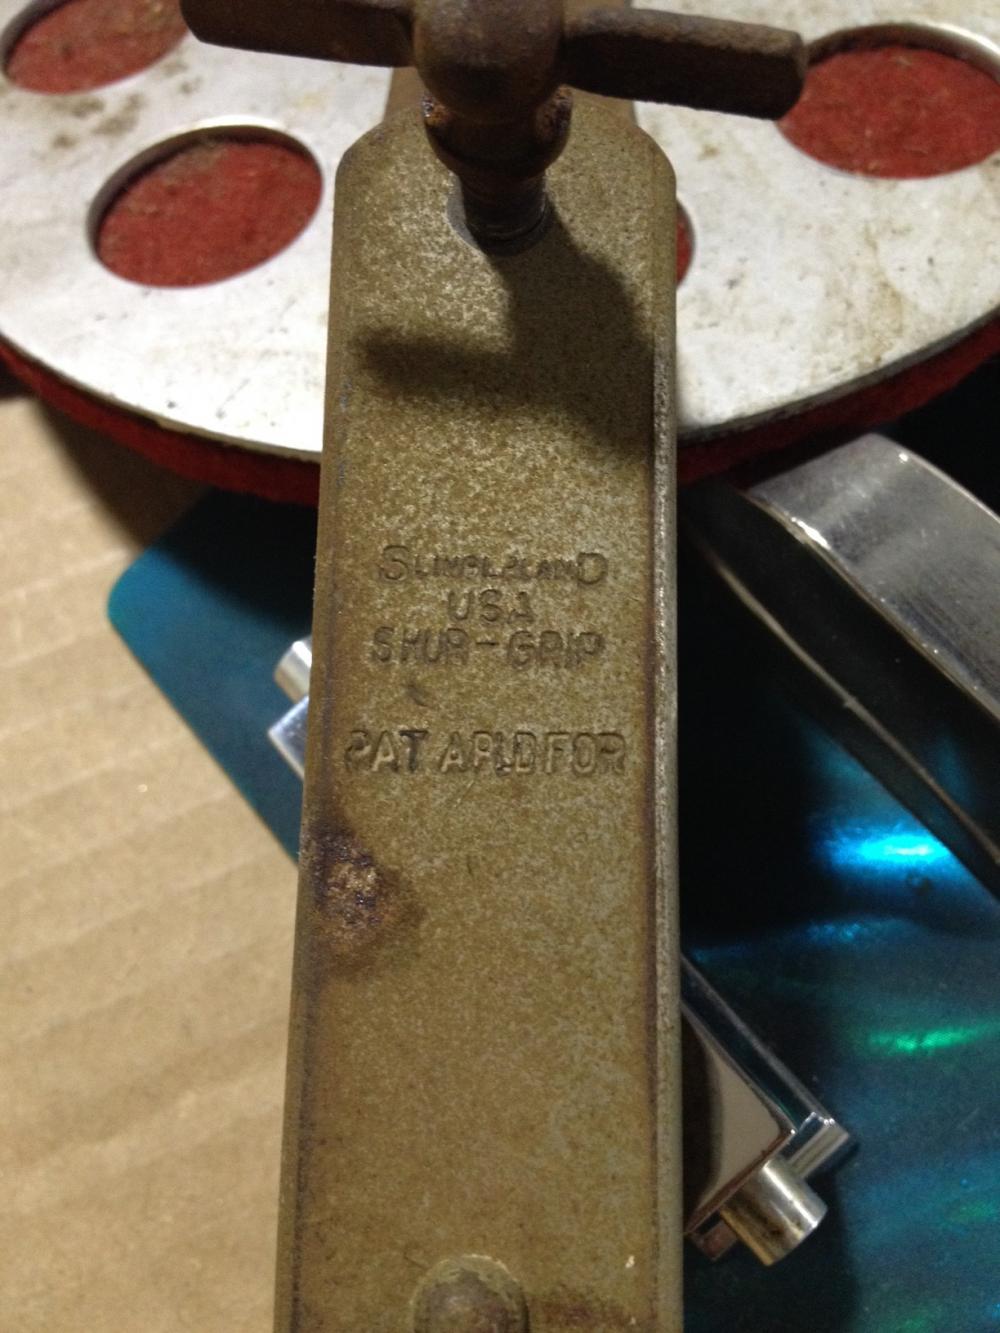 SLINGERLAND
USA
SHUR-GRIP
PAT APLD FOR